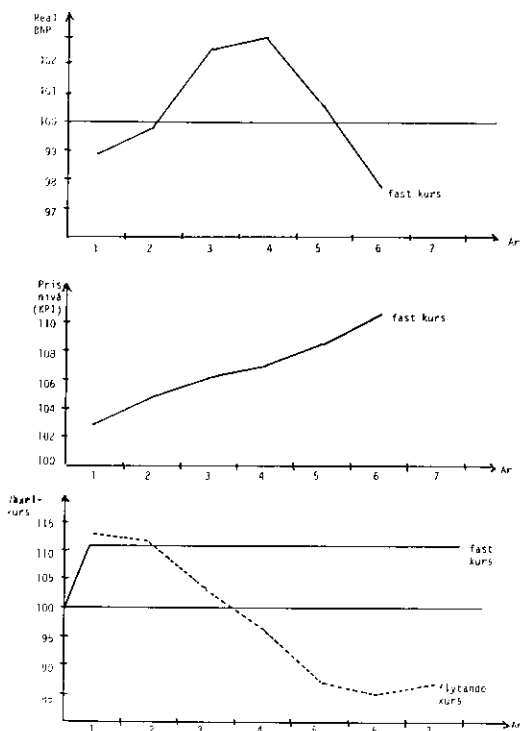 Real
BNP
102
101
100
99
98
97
fast kurs
1 2 3 4 5 6 7
År
Pris
nivå
(KPI)
110
108
106
104
102
100
fast kurs
1 2 3 4 5 6 7
År
kurs
115
110
105
100
95
90
fast
kurs
flytande
kurs
1 2 3 4 5 6 7
År